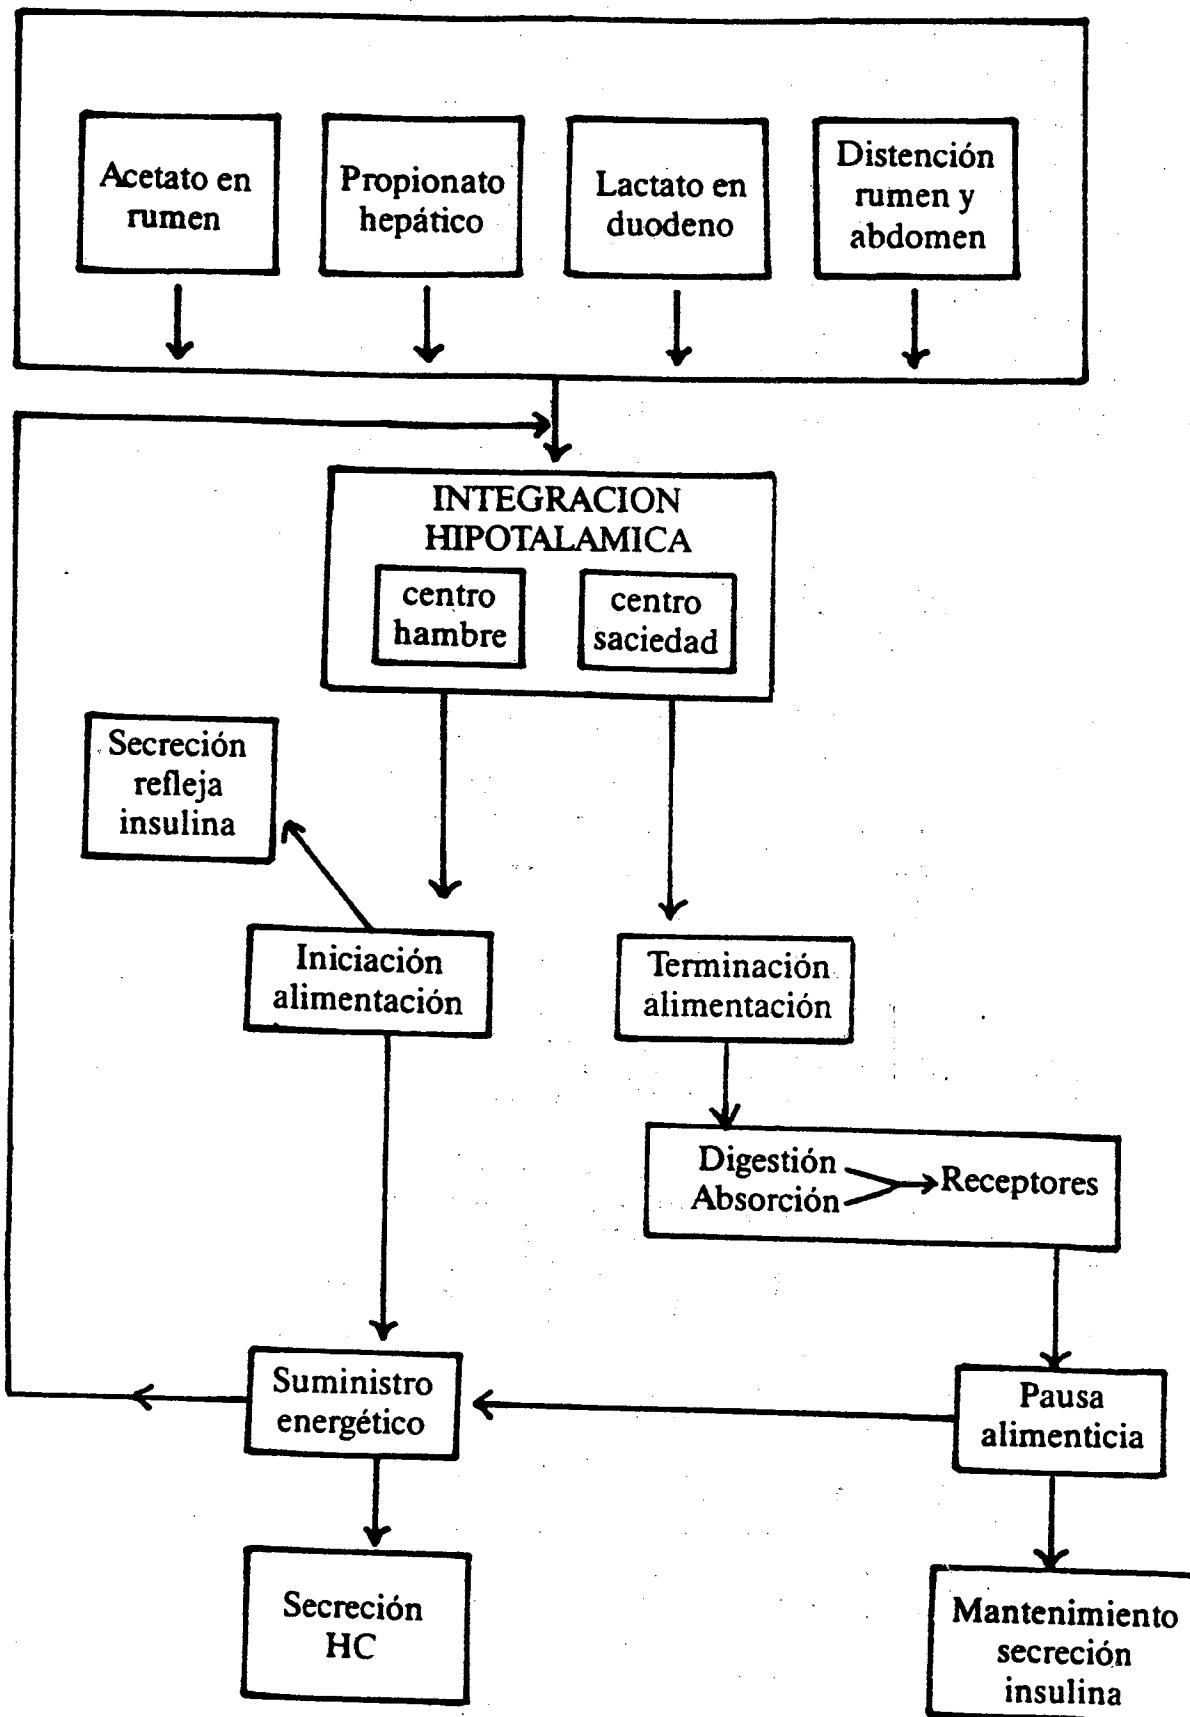 Acetato en
rumen
Propionato
hepático
Lactato en
duodeno
Distención
rumen y
abdomen
INTEGRACION
HIPOTALAMICA
centro
hambre
centro
saciedad
Secreción
refleja
insulina
Iniciación
alimentación
Terminación
alimentación
Digestión
Absorción
Receptores
Suministro
energético
Pausa
alimenticia
Secreción
HC
Mantenimiento
secreción
insulina